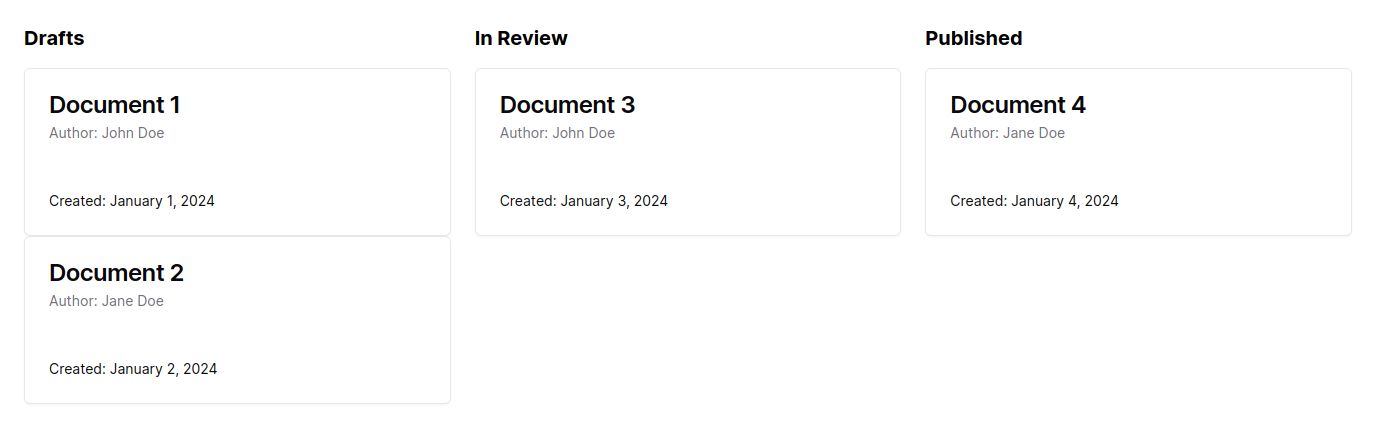 Drafts
Document 1
Author: John Doe
Created: January 1, 2024
Document 2
Author: Jane Doe
Created: January 2, 2024
In Review
Document 3
Author: John Doe
Created: January 3, 2024
Published
Document 4
Author: Jane Doe
Created: January 4, 2024